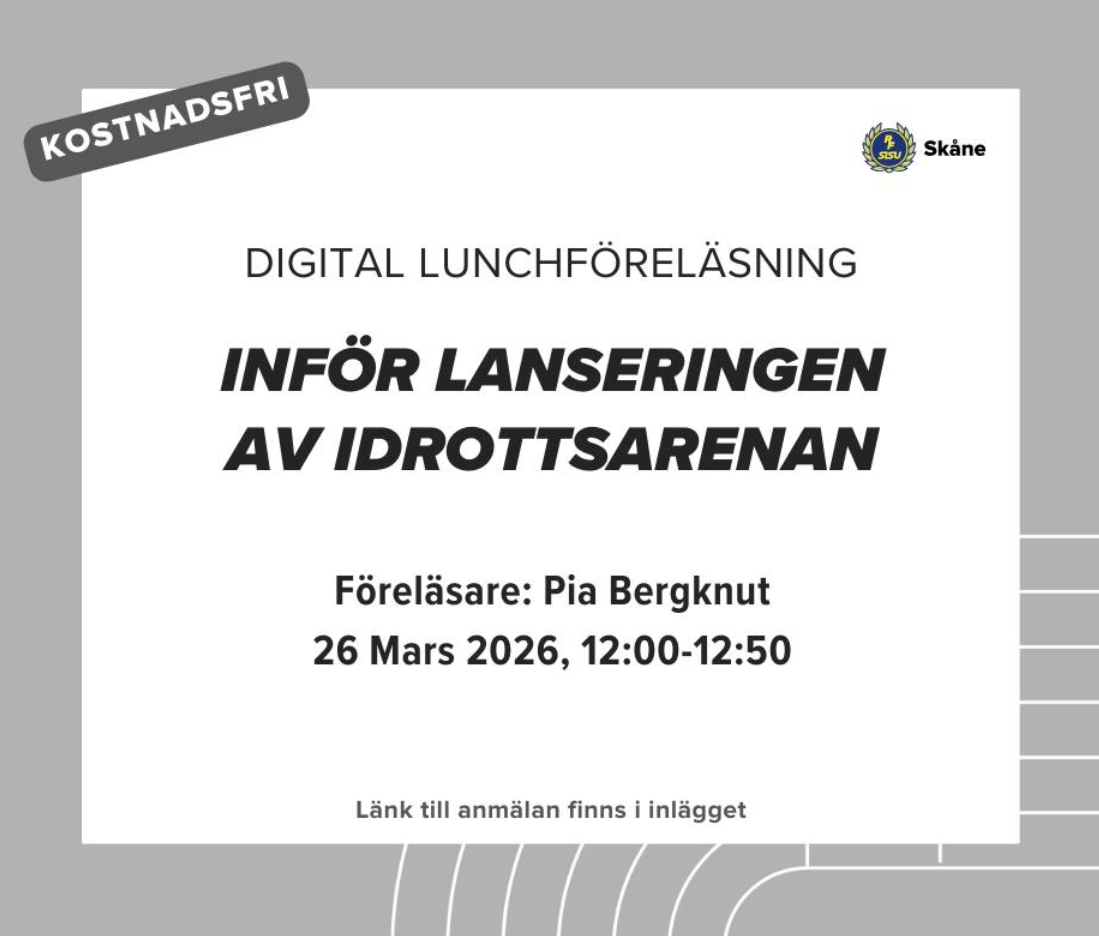 KOSTNADSFRI
RF
SISU
Skåne
DIGITAL LUNCHFÖRELÄSNING
INFÖR LANSERINGEN
AV IDROTTSARENAN
Föreläsare: Pia Bergknut
26 Mars 2026, 12:00-12:50
Länk till anmälan finns i inlägget